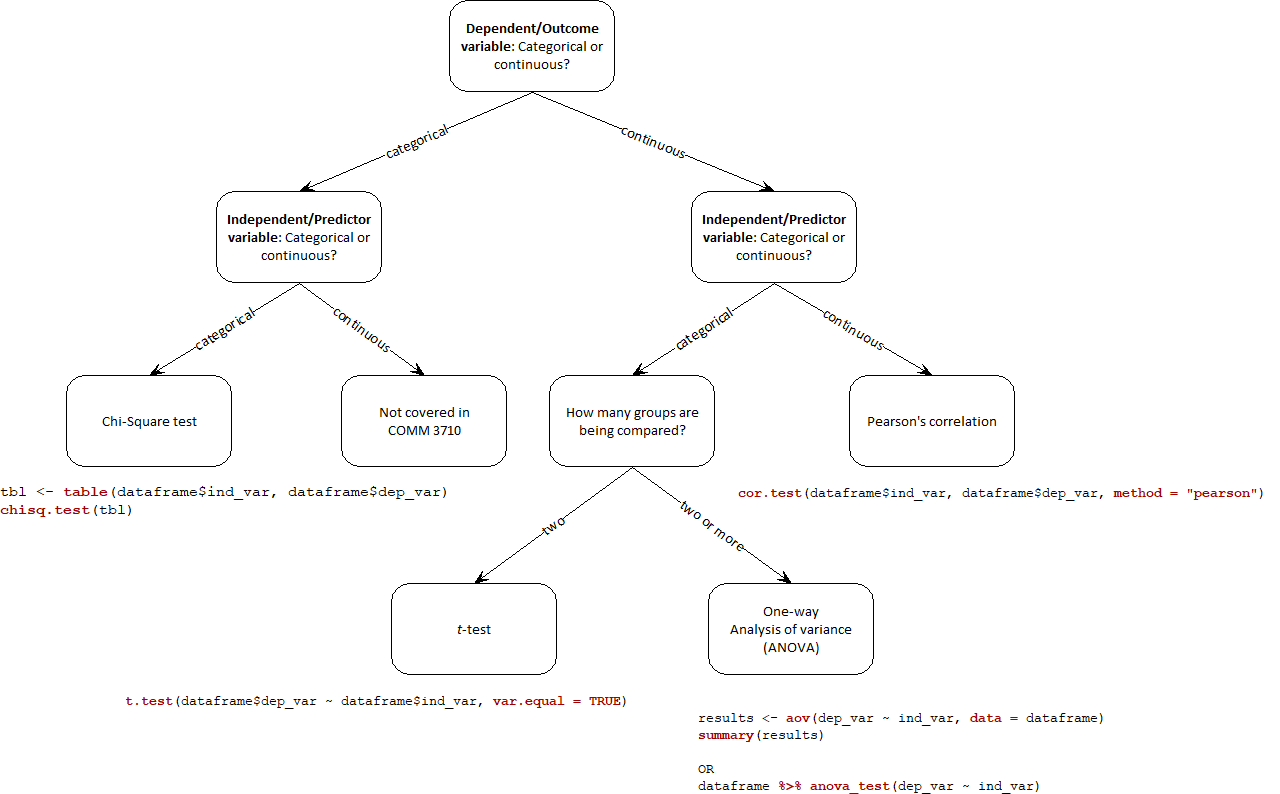 Dependent/Outcome
variable: Categorical or
continuous?
categorical
continuous
Independent/Predictor
variable: Categorical or
continuous?
Independent/Predictor
variable: Categorical or
continuous?
categorical
continuous
categorical
continuous
Chi-Square test
Not covered in
COMM 3710
How many groups are
being compared?
Pearson's correlation
tbl <- table(dataframe$ind_var, dataframe$dep_var)
chisq.test(tbl)
cor.test(dataframe$ind_var, dataframe$dep_var, method = "pearson")
two
two or more
t-test
One-way
Analysis of variance
(ANOVA)
t.test(dataframe$dep_var ~ dataframe$ind_var, var.equal = TRUE)
results <- aov(dep_var ~ ind_var, data = dataframe)
summary(results)
OR
dataframe %>% anova_test(dep_var ~ ind_var)